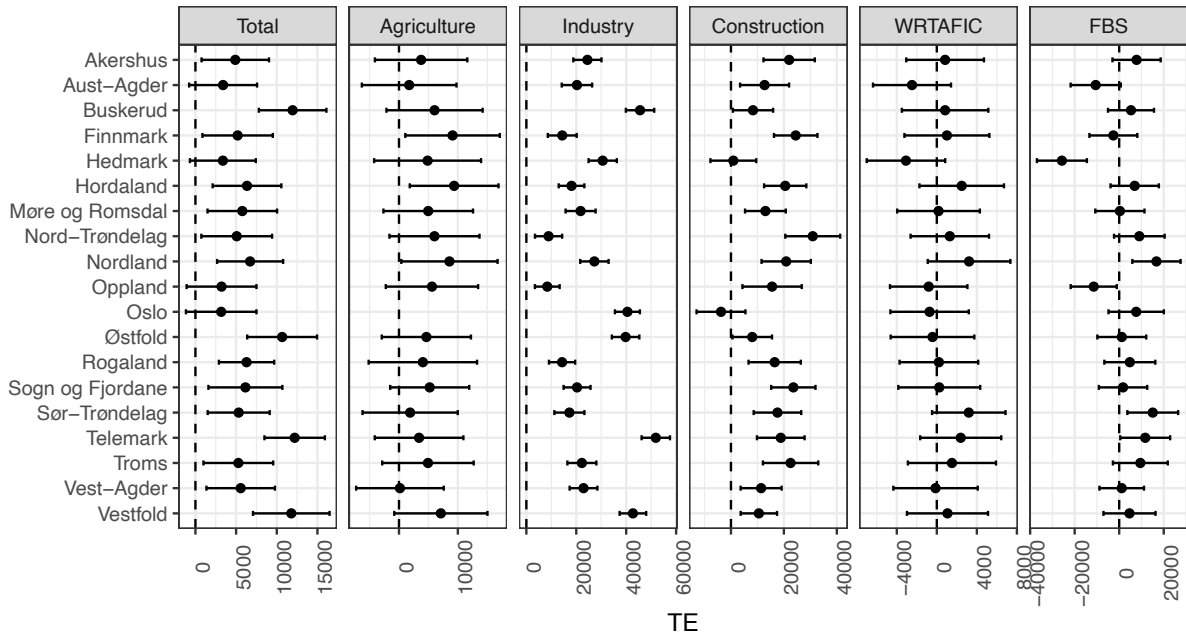 Total Agriculture Industry Construction WRTAFIC FBS
Akershus
Aust−Agder
Buskerud
Finnmark
Hedmark
Hordaland
Møre og Romsdal
Nord−Trøndelag
Nordland
Oppland
Oslo
Østfold
Rogaland
Sogn og Fjordane
Sør−Trøndelag
Telemark
Troms
Vest−Agder
Vestfold
0 5000 10000 15000 0 10000 0 20000 40000 60000 0 20000 40000 −4000 0 4000 8000 −40000 −20000 0 20000
TE